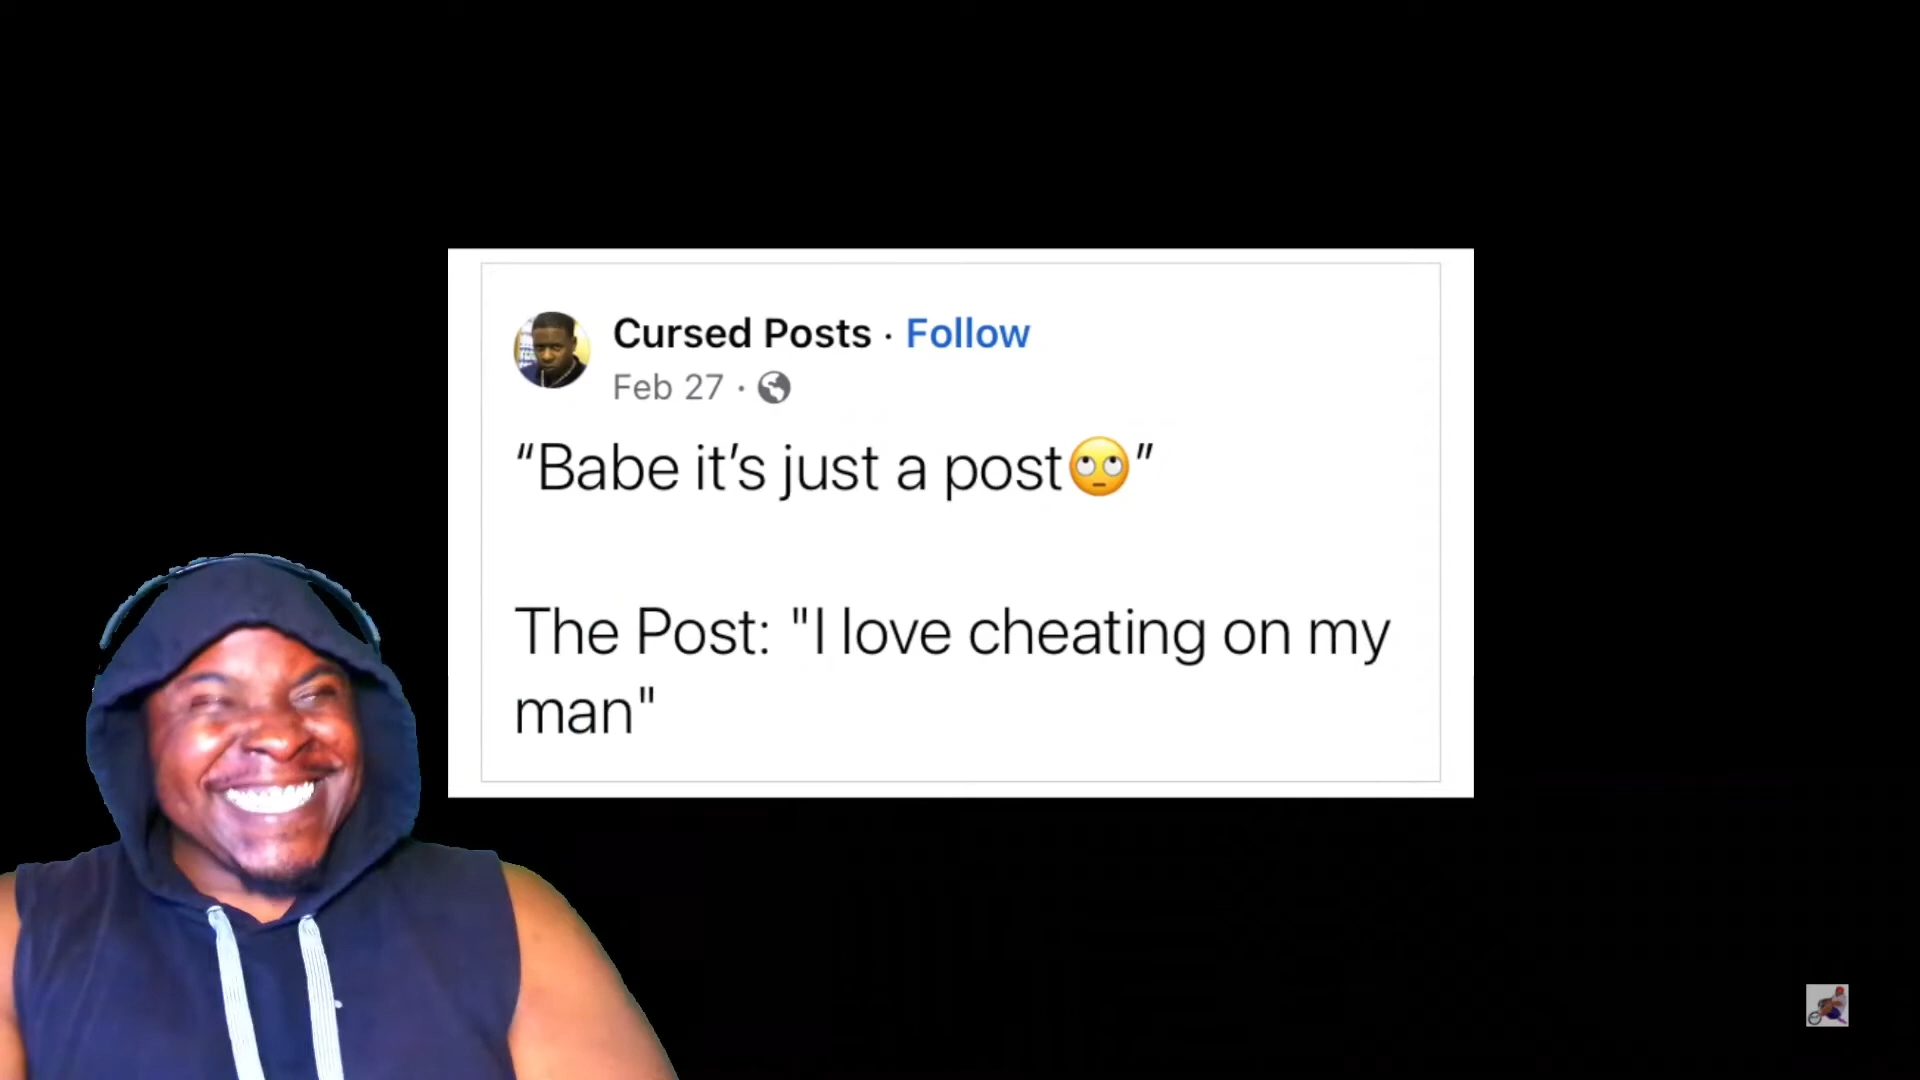 Cursed Posts · Follow
Feb 27 ·
“Babe it’s just a post🙄”
The Post: "I love cheating on my
man"